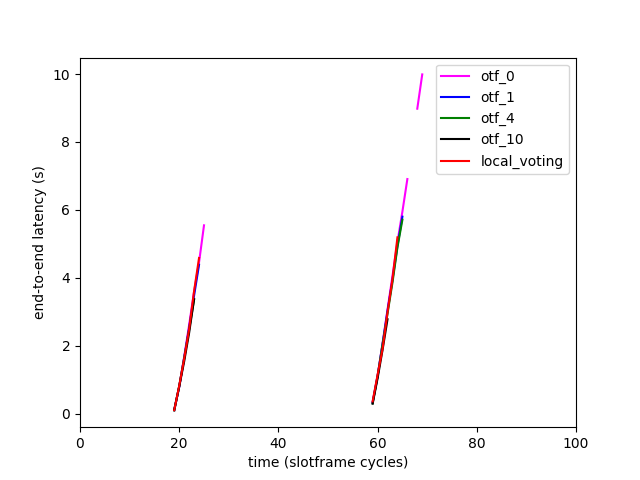 10
8
6
4
2
0
end-to-end latency (s)
0 20 40 60 80 100
time (slotframe cycles)
otf_0
otf_1
otf_4
otf_10
local_voting